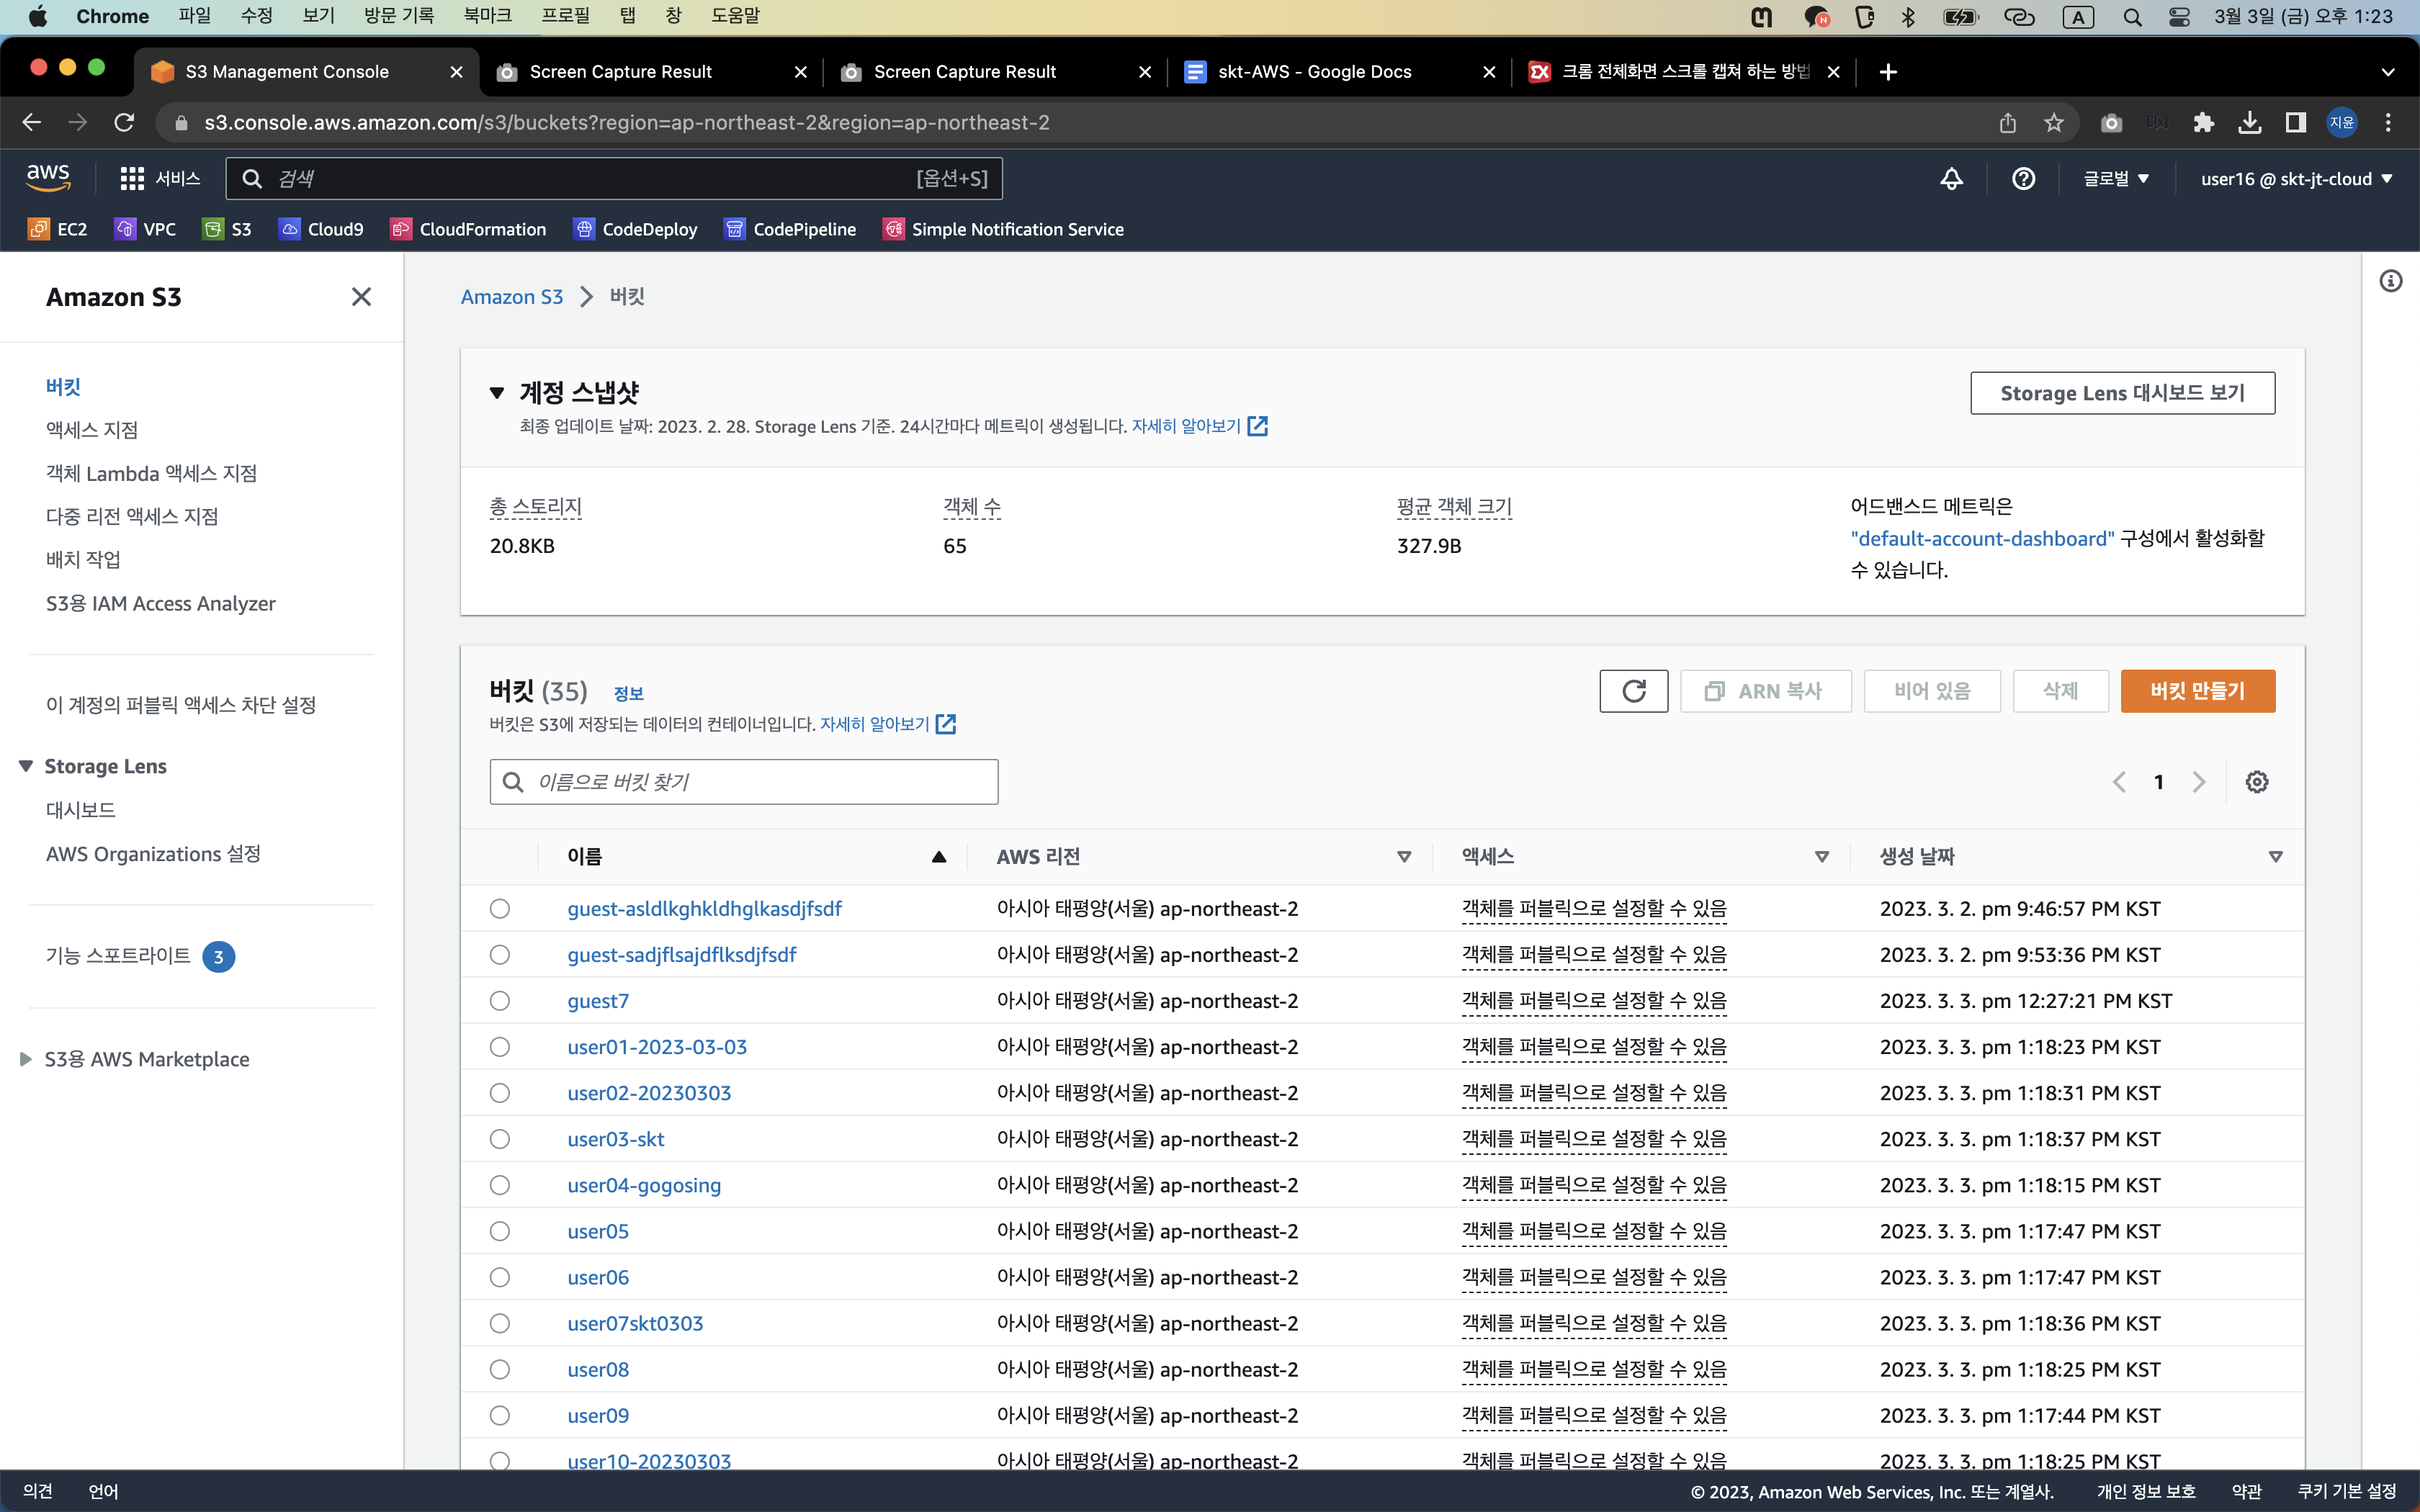 Chrome 파일 수정 보기 방문 기록 북마크 프로필 탭 창 도움말 A 3월 3일 (금) 오후 1:23
S3 Management Console Screen Capture Result Screen Capture Result skt-AWS - Google Docs 크롬 전체화면 스크롤 캡쳐 하는 방법
s3.console.aws.amazon.com/s3/buckets?region=ap-northeast-2&region=ap-northeast-2 지윤
aws 서비스 검색 [옵션+S] 글로벌 user16 @ skt-jt-cloud
EC2 VPC S3 Cloud9 CloudFormation CodeDeploy CodePipeline Simple Notification Service
Amazon S3
버킷
액세스 지점
객체 Lambda 액세스 지점
다중 리전 액세스 지점
배치 작업
S3용 IAM Access Analyzer
이 계정의 퍼블릭 액세스 차단 설정
Storage Lens
대시보드
AWS Organizations 설정
기능 스포트라이트 3
S3용 AWS Marketplace
Amazon S3 버킷
계정 스냅샷
최종 업데이트 날짜: 2023. 2. 28. Storage Lens 기준. 24시간마다 메트릭이 생성됩니다. 자세히 알아보기
Storage Lens 대시보드 보기
총 스토리지
20.8KB
객체 수
65
평균 객체 크기
327.9B
어드밴스드 메트릭은
"default-account-dashboard" 구성에서 활성화할
수 있습니다.
버킷 (35) 정보
버킷은 S3에 저장되는 데이터의 컨테이너입니다. 자세히 알아보기
ARN 복사 비어 있음 삭제 버킷 만들기
이름으로 버킷 찾기
1
이름 AWS 리전 액세스 생성 날짜
guest-asldlkghkldhglkasdjfsdf 아시아 태평양(서울) ap-northeast-2 객체를 퍼블릭으로 설정할 수 있음 2023. 3. 2. pm 9:46:57 PM KST
guest-sadjflsajdflksdjfsdf 아시아 태평양(서울) ap-northeast-2 객체를 퍼블릭으로 설정할 수 있음 2023. 3. 2. pm 9:53:36 PM KST
guest7 아시아 태평양(서울) ap-northeast-2 객체를 퍼블릭으로 설정할 수 있음 2023. 3. 3. pm 12:27:21 PM KST
user01-2023-03-03 아시아 태평양(서울) ap-northeast-2 객체를 퍼블릭으로 설정할 수 있음 2023. 3. 3. pm 1:18:23 PM KST
user02-20230303 아시아 태평양(서울) ap-northeast-2 객체를 퍼블릭으로 설정할 수 있음 2023. 3. 3. pm 1:18:31 PM KST
user03-skt 아시아 태평양(서울) ap-northeast-2 객체를 퍼블릭으로 설정할 수 있음 2023. 3. 3. pm 1:18:37 PM KST
user04-gogosing 아시아 태평양(서울) ap-northeast-2 객체를 퍼블릭으로 설정할 수 있음 2023. 3. 3. pm 1:18:15 PM KST
user05 아시아 태평양(서울) ap-northeast-2 객체를 퍼블릭으로 설정할 수 있음 2023. 3. 3. pm 1:17:47 PM KST
user06 아시아 태평양(서울) ap-northeast-2 객체를 퍼블릭으로 설정할 수 있음 2023. 3. 3. pm 1:17:47 PM KST
user07skt0303 아시아 태평양(서울) ap-northeast-2 객체를 퍼블릭으로 설정할 수 있음 2023. 3. 3. pm 1:18:36 PM KST
user08 아시아 태평양(서울) ap-northeast-2 객체를 퍼블릭으로 설정할 수 있음 2023. 3. 3. pm 1:18:25 PM KST
user09 아시아 태평양(서울) ap-northeast-2 객체를 퍼블릭으로 설정할 수 있음 2023. 3. 3. pm 1:17:44 PM KST
user10-20230303 아시아 태평양(서울) ap-northeast-2 객체를 퍼블릭으로 설정할 수 있음 2023. 3. 3. pm 1:18:25 PM KST
의견 언어 © 2023, Amazon Web Services, Inc. 또는 계열사. 개인 정보 보호 약관 쿠키 기본 설정